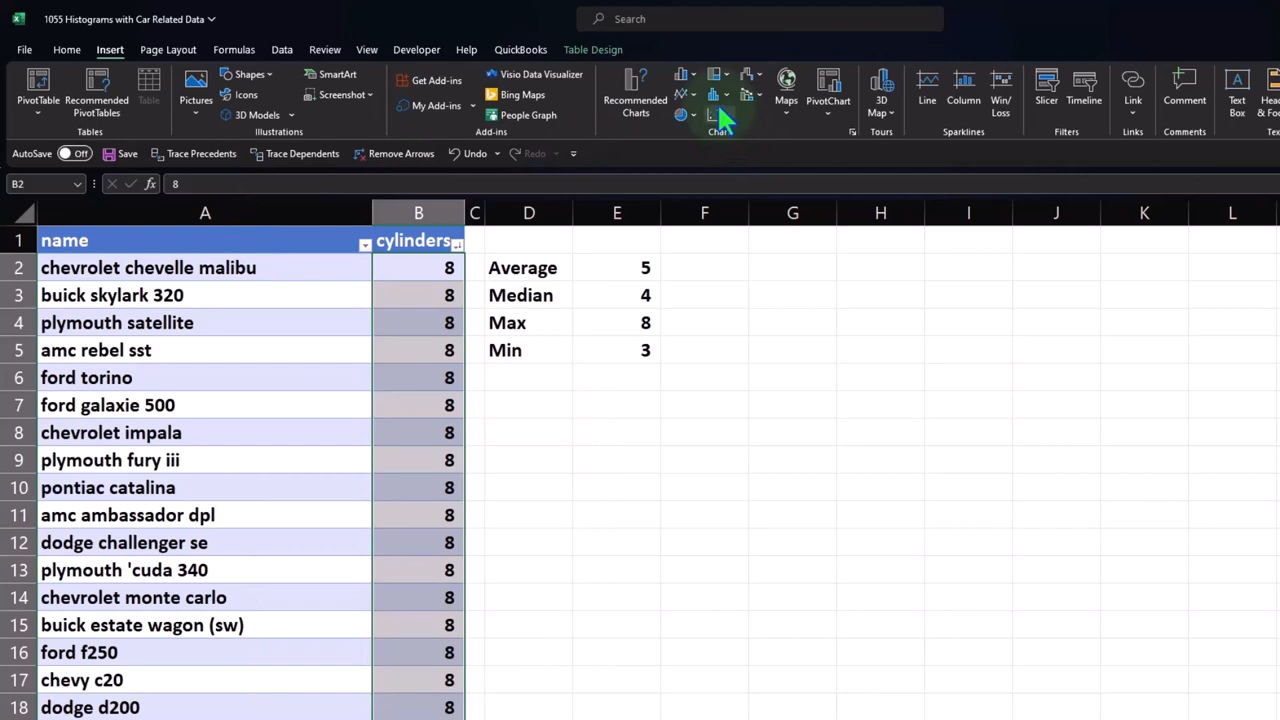 1055 Histograms with Car Related Data
Search
File Home Insert Page Layout Formulas Data Review View Developer Help QuickBooks Table Design
PivotTable
Recommended PivotTables
Table
Tables
Pictures
Shapes
Icons
3D Models
SmartArt
Screenshot
Illustrations
Get Add-ins
My Add-ins
Visio Data Visualizer
Bing Maps
People Graph
Add-ins
Recommended Charts
Maps
PivotChart
3D Map
Tours
Line
Column
Win/Loss
Sparklines
Slicer
Timeline
Filters
Link
Links
Comment
Comments
Text Box
AutoSave Off Save Trace Precedents Trace Dependents Remove Arrows Undo Redo
B2 fx 8
A B C D E F G H I J K L
1 name cylinders
2 chevrolet chevelle malibu 8 Average 5
3 buick skylark 320 8 Median 4
4 plymouth satellite 8 Max 8
5 amc rebel sst 8 Min 3
6 ford torino 8
7 ford galaxie 500 8
8 chevrolet impala 8
9 plymouth fury iii 8
10 pontiac catalina 8
11 amc ambassador dpl 8
12 dodge challenger se 8
13 plymouth 'cuda 340 8
14 chevrolet monte carlo 8
15 buick estate wagon (sw) 8
16 ford f250 8
17 chevy c20 8
18 dodge d200 8